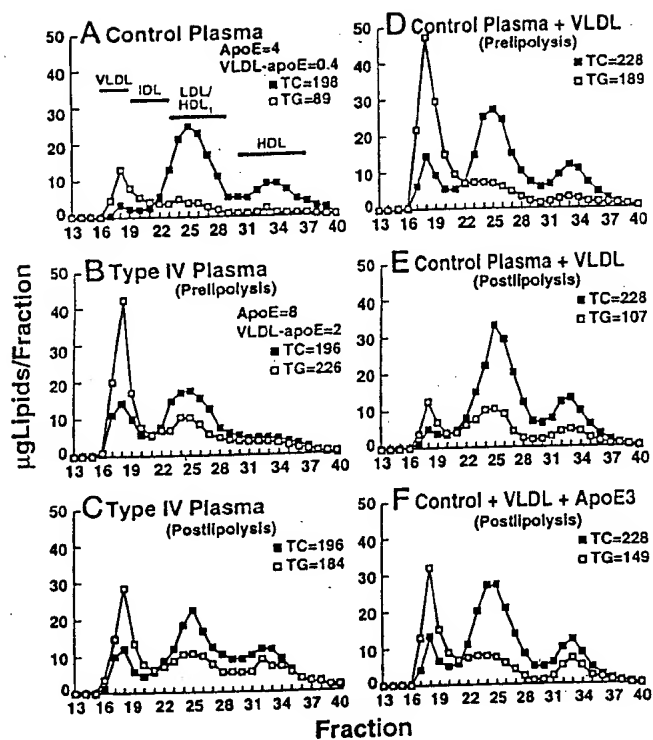 A Control Plasma
ApoE=4
VLDL-apoE=0.4
TC=198
TG=89
VLDL
IDL
LDL/
HDL1
HDL
50
40
30
20
10
0
13 16 19 22 25 28 31 34 37 40
B Type IV Plasma
(Prelipolysis)
ApoE=8
VLDL-apoE=2
TC=196
TG=226
50
40
30
20
10
0
13 16 19 22 25 28 31 34 37 40
C Type IV Plasma
(Postlipolysis)
TC=196
TG=184
50
40
30
20
10
0
13 16 19 22 25 28 31 34 37 40
D Control Plasma + VLDL
(Prelipolysis)
TC=228
TG=189
50
40
30
20
10
0
13 16 19 22 25 28 31 34 37 40
E Control Plasma + VLDL
(Postlipolysis)
TC=228
TG=107
50
40
30
20
10
0
13 16 19 22 25 28 31 34 37 40
F Control + VLDL + ApoE3
(Postlipolysis)
TC=228
TG=149
50
40
30
20
10
0
13 16 19 22 25 28 31 34 37 40
µgLipids/Fraction
Fraction